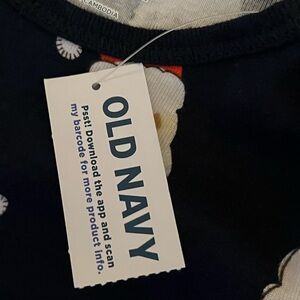 CAMBODIA
OLD NAVY
Psst! Download the app and scan
my barcode for more product info.